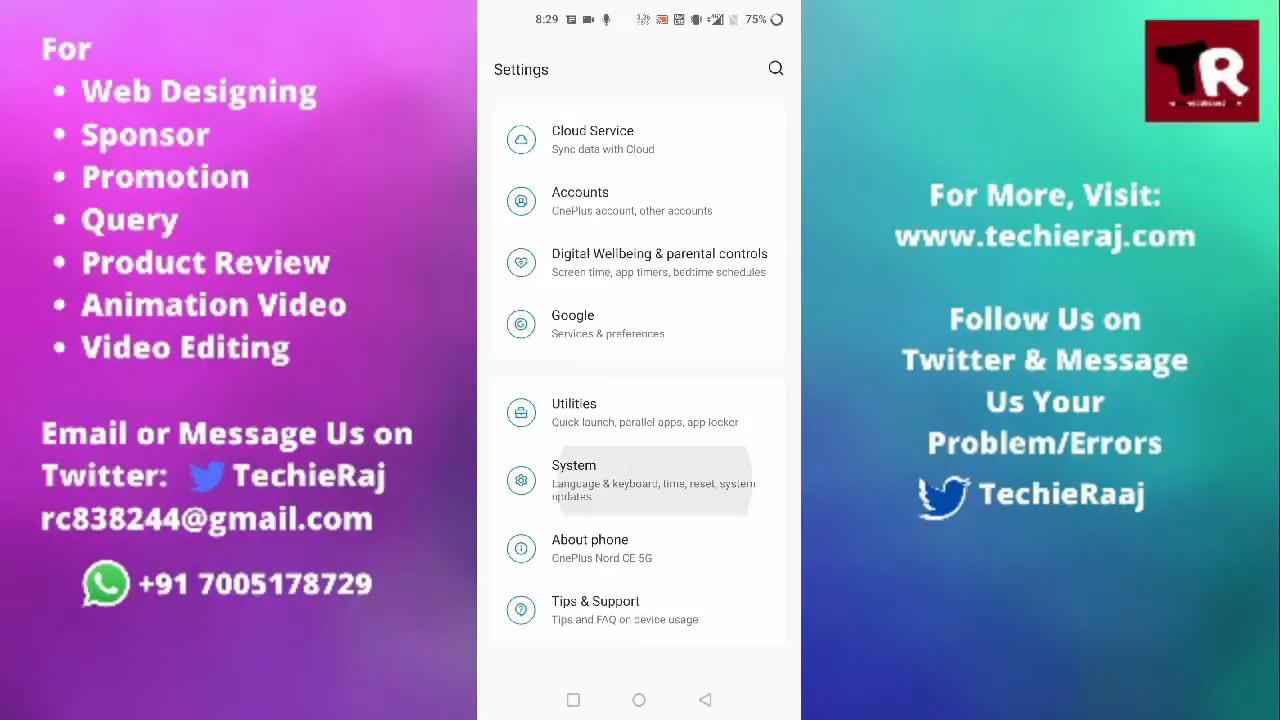 For
• Web Designing
• Sponsor
• Promotion
• Query
• Product Review
• Animation Video
• Video Editing
Email or Message Us on
Twitter: TechieRaj
rc838244@gmail.com
+91 7005178729
8:29
75%
Settings
Cloud Service
Sync data with Cloud
Accounts
OnePlus account, other accounts
Digital Wellbeing & parental controls
Screen time, app timers, bedtime schedules
Google
Services & preferences
Utilities
Quick launch, parallel apps, app locker
System
Language & keyboard, time, reset, system
updates
About phone
OnePlus Nord CE 5G
Tips & Support
Tips and FAQ on device usage
TR
For More, Visit:
www.techieraj.com
Follow Us on
Twitter & Message
Us Your
Problem/Errors
TechieRaaj